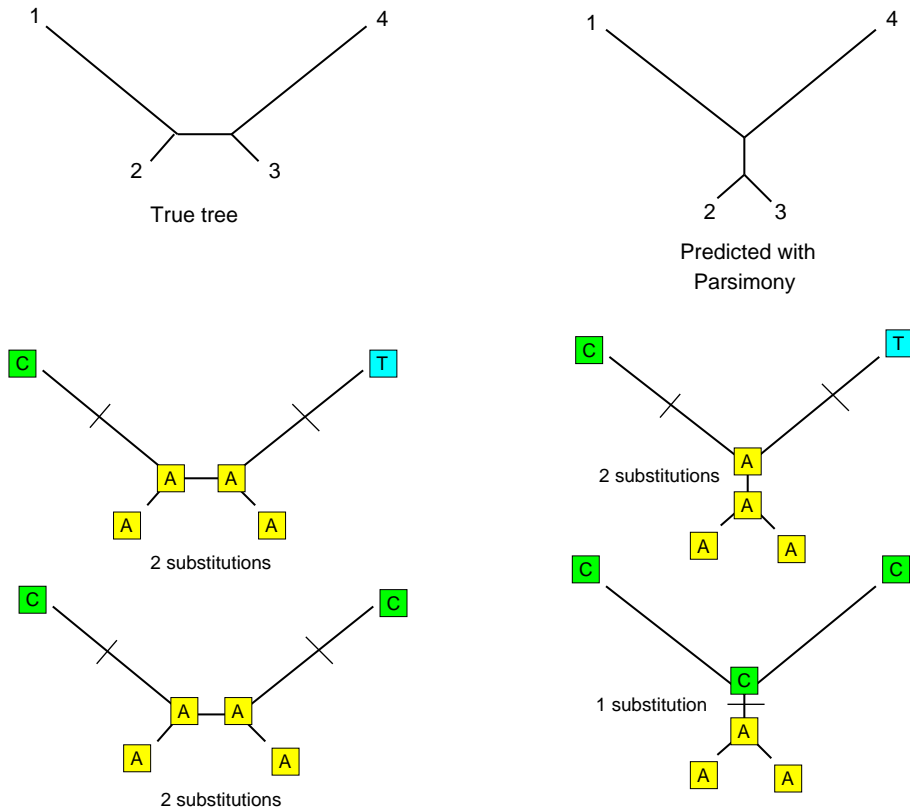 1
4
2
3
True tree
1
4
2
3
Predicted with
Parsimony
C
T
A
A
A
A
2 substitutions
C
T
A
2 substitutions
A
A
A
C
C
A
A
A
A
2 substitutions
C
C
C
1 substitution
A
A
A